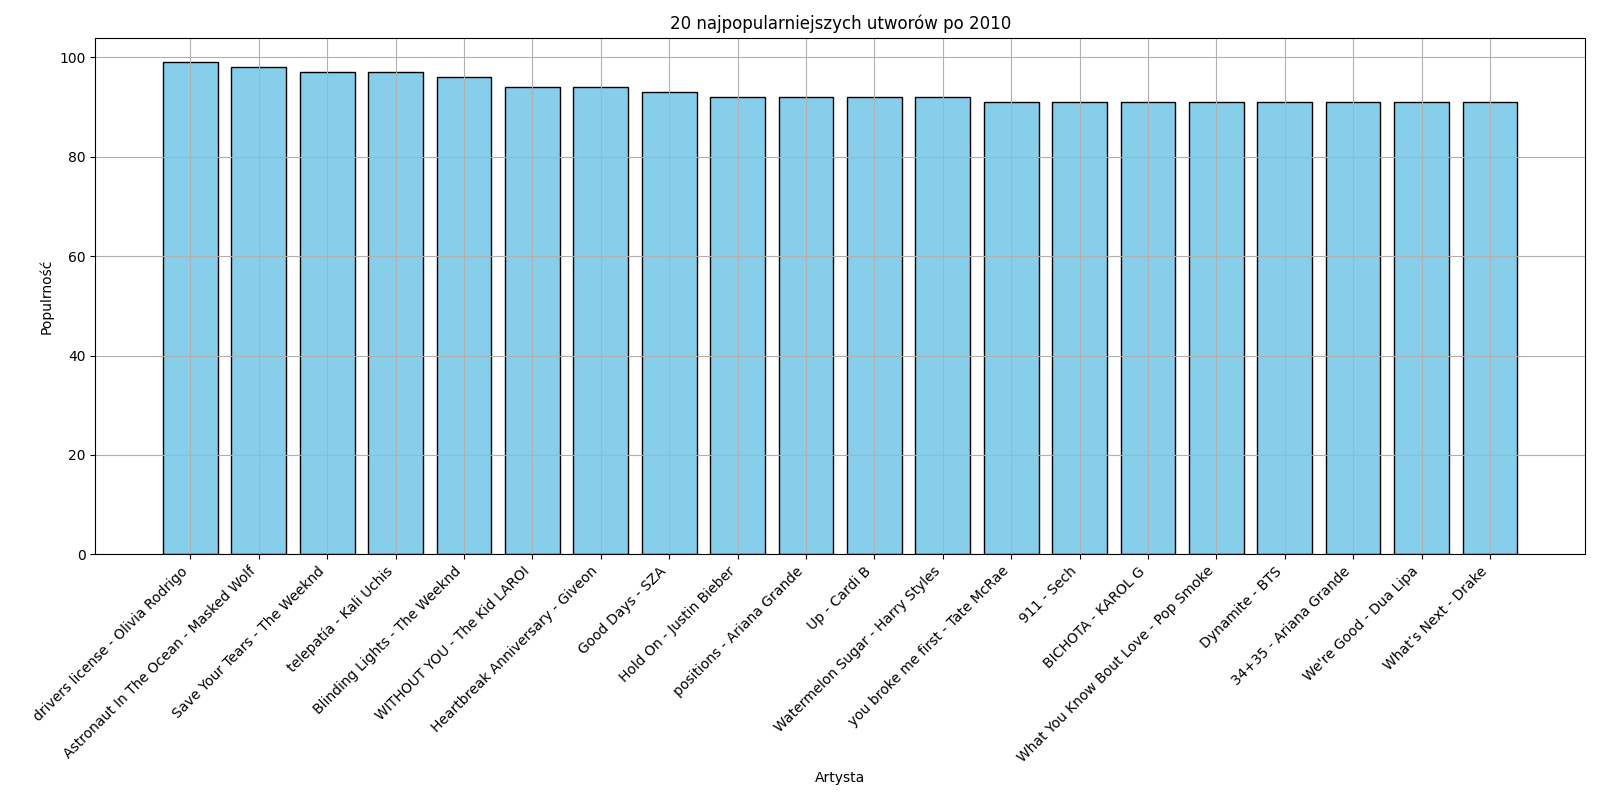 20 najpopularniejszych utworów po 2010
Populrność
100
80
60
40
20
0
drivers license - Olivia Rodrigo
Astronaut In The Ocean - Masked Wolf
Save Your Tears - The Weeknd
telepatía - Kali Uchis
Blinding Lights - The Weeknd
WITHOUT YOU - The Kid LAROI
Heartbreak Anniversary - Giveon
Good Days - SZA
Hold On - Justin Bieber
positions - Ariana Grande
Up - Cardi B
Watermelon Sugar - Harry Styles
you broke me first - Tate McRae
911 - Sech
BICHOTA - KAROL G
What You Know Bout Love - Pop Smoke
Dynamite - BTS
34+35 - Ariana Grande
We're Good - Dua Lipa
What's Next - Drake
Artysta